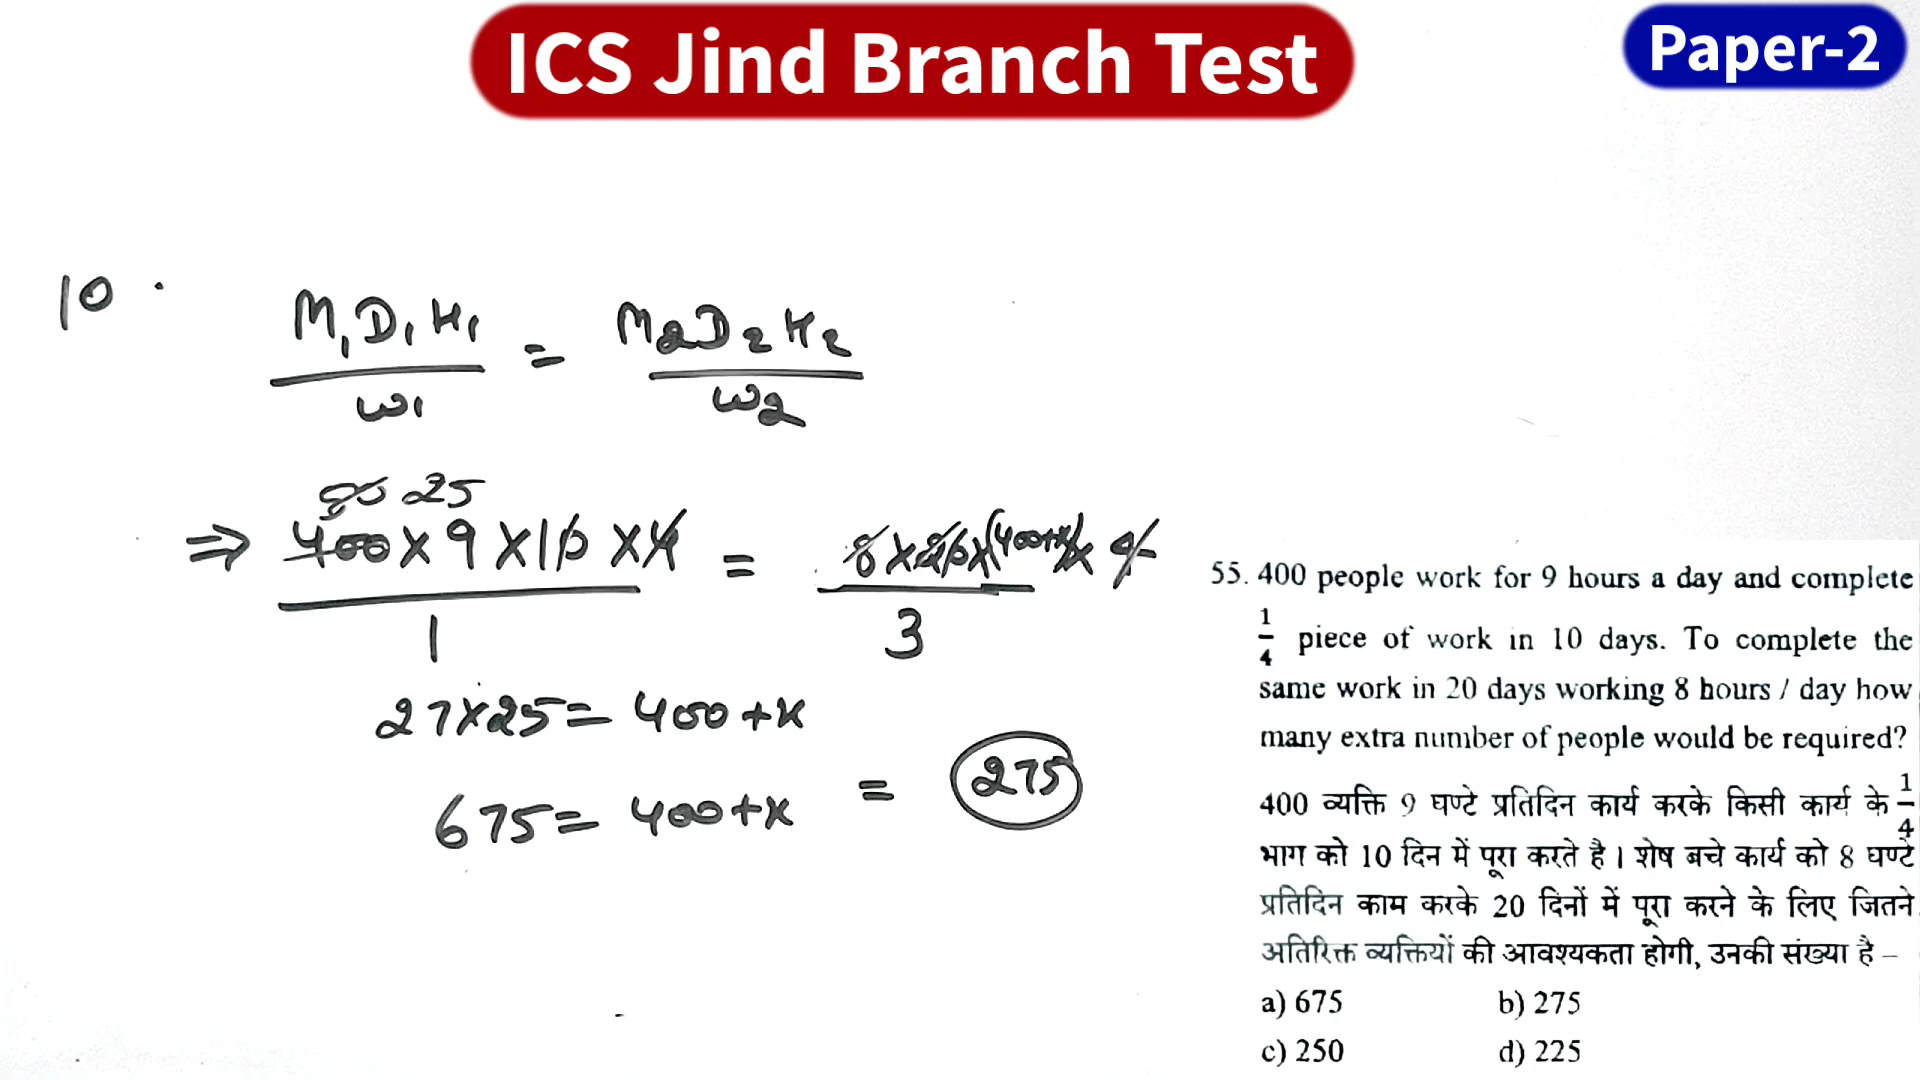 ICS Jind Branch Test
Paper-2
10.
M₁D₁H₁ / W1 = M2D2H2 / W2
80 25
⇒ 400 × 9 × 10 × 4 / 1 = 8 × 20 × (400+x) × 4 / 3
27×25 = 400+x
675 = 400+x = 275
55. 400 people work for 9 hours a day and complete
1/4 piece of work in 10 days. To complete the
same work in 20 days working 8 hours / day how
many extra number of people would be required?
400 व्यक्ति 9 घण्टे प्रतिदिन कार्य करके किसी कार्य के 1/4
भाग को 10 दिन में पूरा करते है। शेष बचे कार्य को 8 घण्टे
प्रतिदिन काम करके 20 दिनों में पूरा करने के लिए जितने
अतिरिक्त व्यक्तियों की आवश्यकता होगी, उनकी संख्या है –
a) 675 b) 275
c) 250 d) 225